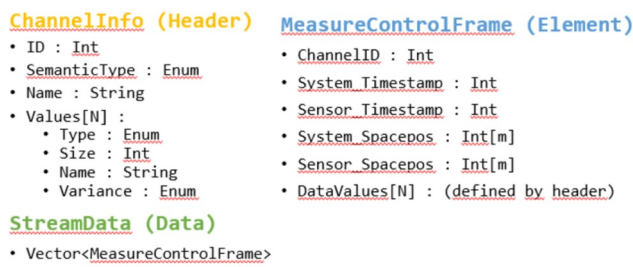 ChannelInfo (Header)
• ID : Int
• SemanticType : Enum
• Name : String
• Values[N] :
• Type : Enum
• Size : Int
• Name : String
• Variance : Enum
StreamData (Data)
• Vector<MeasureControlFrame>
MeasureControlFrame (Element)
• ChannelID : Int
• System_Timestamp : Int
• Sensor_Timestamp : Int
• System_Spacepos : Int[m]
• Sensor_Spacepos : Int[m]
• DataValues[N] : (defined by header)